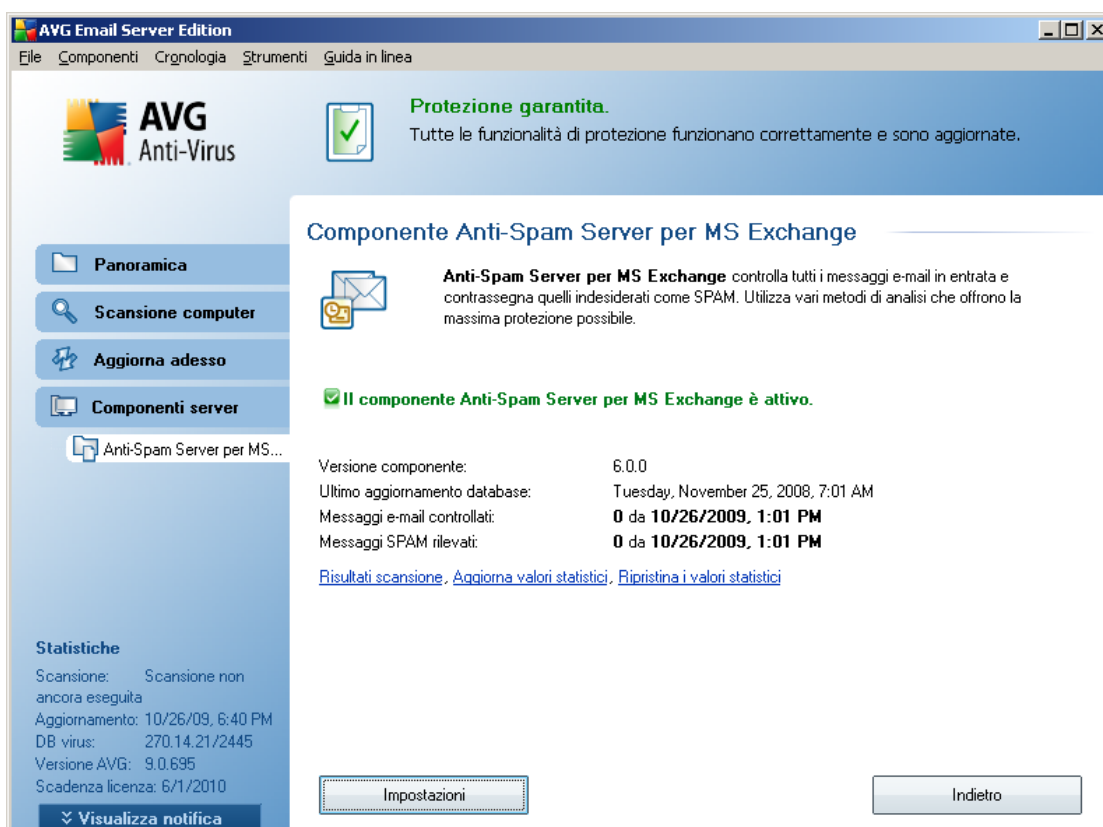 AVG Email Server Edition
File Componenti Cronologia Strumenti Guida in linea
AVG
Anti-Virus
Protezione garantita.
Tutte le funzionalità di protezione funzionano correttamente e sono aggiornate.
Panoramica
Scansione computer
Aggiorna adesso
Componenti server
Anti-Spam Server per MS...
Statistiche
Scansione: Scansione non
ancora eseguita
Aggiornamento: 10/26/09, 6:40 PM
DB virus: 270.14.21/2445
Versione AVG: 9.0.695
Scadenza licenza: 6/1/2010
Visualizza notifica
Componente Anti-Spam Server per MS Exchange
Anti-Spam Server per MS Exchange controlla tutti i messaggi e-mail in entrata e
contrassegna quelli indesiderati come SPAM. Utilizza vari metodi di analisi che offrono la
massima protezione possibile.
Il componente Anti-Spam Server per MS Exchange è attivo.
Versione componente: 6.0.0
Ultimo aggiornamento database: Tuesday, November 25, 2008, 7:01 AM
Messaggi e-mail controllati: 0 da 10/26/2009, 1:01 PM
Messaggi SPAM rilevati: 0 da 10/26/2009, 1:01 PM
Risultati scansione, Aggiorna valori statistici, Ripristina i valori statistici
Impostazioni
Indietro